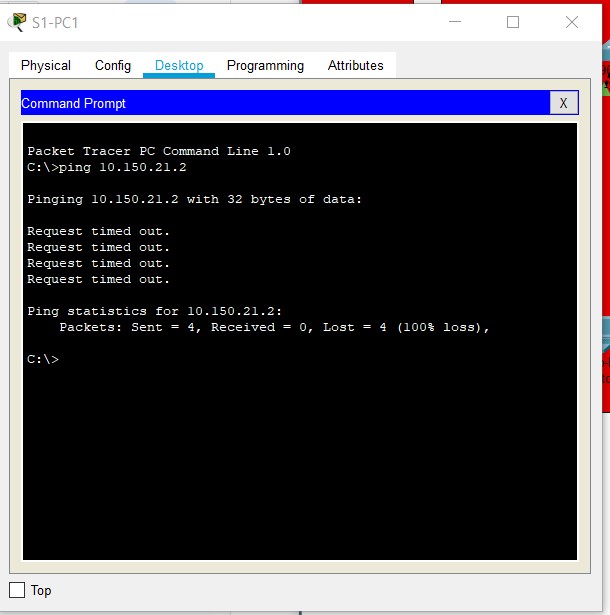 S1-PC1
Physical Config Desktop Programming Attributes
Command Prompt X
Packet Tracer PC Command Line 1.0
C:\>ping 10.150.21.2
Pinging 10.150.21.2 with 32 bytes of data:
Request timed out.
Request timed out.
Request timed out.
Request timed out.
Ping statistics for 10.150.21.2:
Packets: Sent = 4, Received = 0, Lost = 4 (100% loss),
C:\>
Top